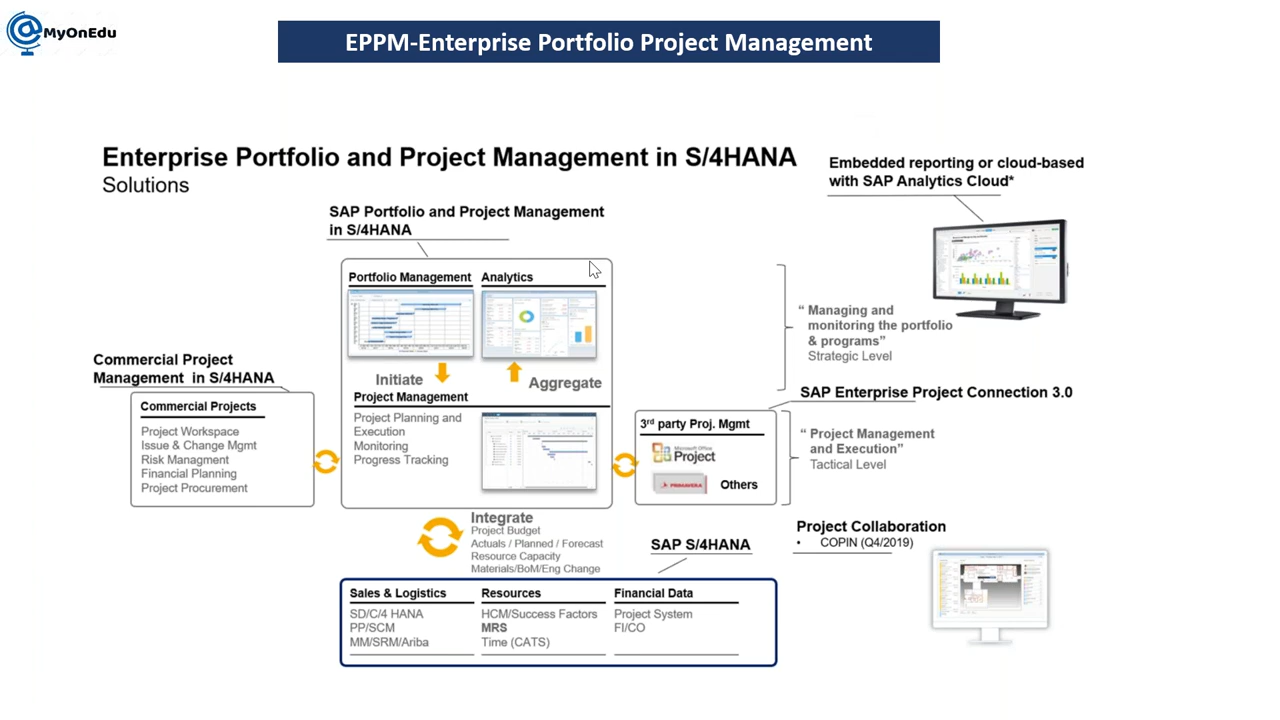 MyOnEdu
EPPM-Enterprise Portfolio Project Management
Enterprise Portfolio and Project Management in S/4HANA
Solutions
Embedded reporting or cloud-based
with SAP Analytics Cloud*
SAP Portfolio and Project Management
in S/4HANA
Portfolio Management
Analytics
Initiate
Aggregate
Project Management
Project Planning and
Execution
Monitoring
Progress Tracking
Commercial Project
Management in S/4HANA
Commercial Projects
Project Workspace
Issue & Change Mgmt
Risk Managment
Financial Planning
Project Procurement
“ Managing and
monitoring the portfolio
& programs”
Strategic Level
SAP Enterprise Project Connection 3.0
3rd party Proj. Mgmt
Microsoft Office
Project
PRIMAVERA
Others
“ Project Management
and Execution”
Tactical Level
Integrate
Project Budget
Actuals / Planned / Forecast
Resource Capacity
Materials/BoM/Eng Change
SAP S/4HANA
Project Collaboration
• COPIN (Q4/2019)
Sales & Logistics
SD/C/4 HANA
PP/SCM
MM/SRM/Ariba
Resources
HCM/Success Factors
MRS
Time (CATS)
Financial Data
Project System
FI/CO